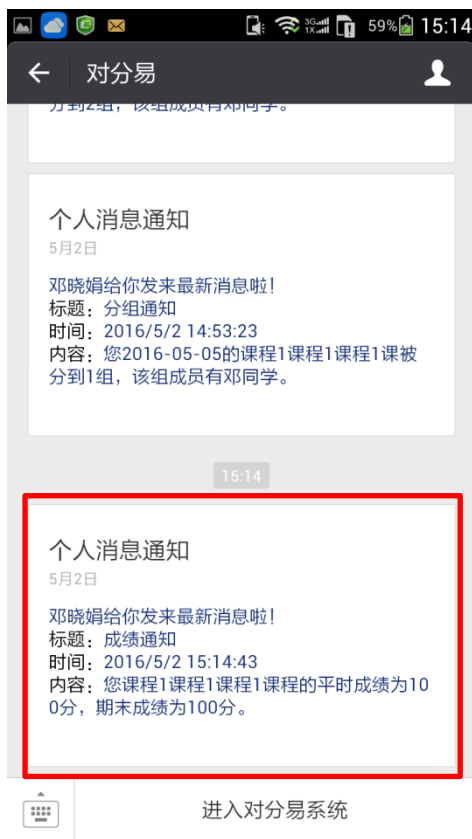 3G
1X
59%
15:14
对分易
分到2组，该组成员有邓同学。
个人消息通知
5月2日
邓晓娟给你发来最新消息啦！
标题：分组通知
时间：2016/5/2 14:53:23
内容：您2016-05-05的课程1课程1课程1课被
分到1组，该组成员有邓同学。
15:14
个人消息通知
5月2日
邓晓娟给你发来最新消息啦！
标题：成绩通知
时间：2016/5/2 15:14:43
内容：您课程1课程1课程1课程的平时成绩为10
0分，期末成绩为100分。
进入对分易系统